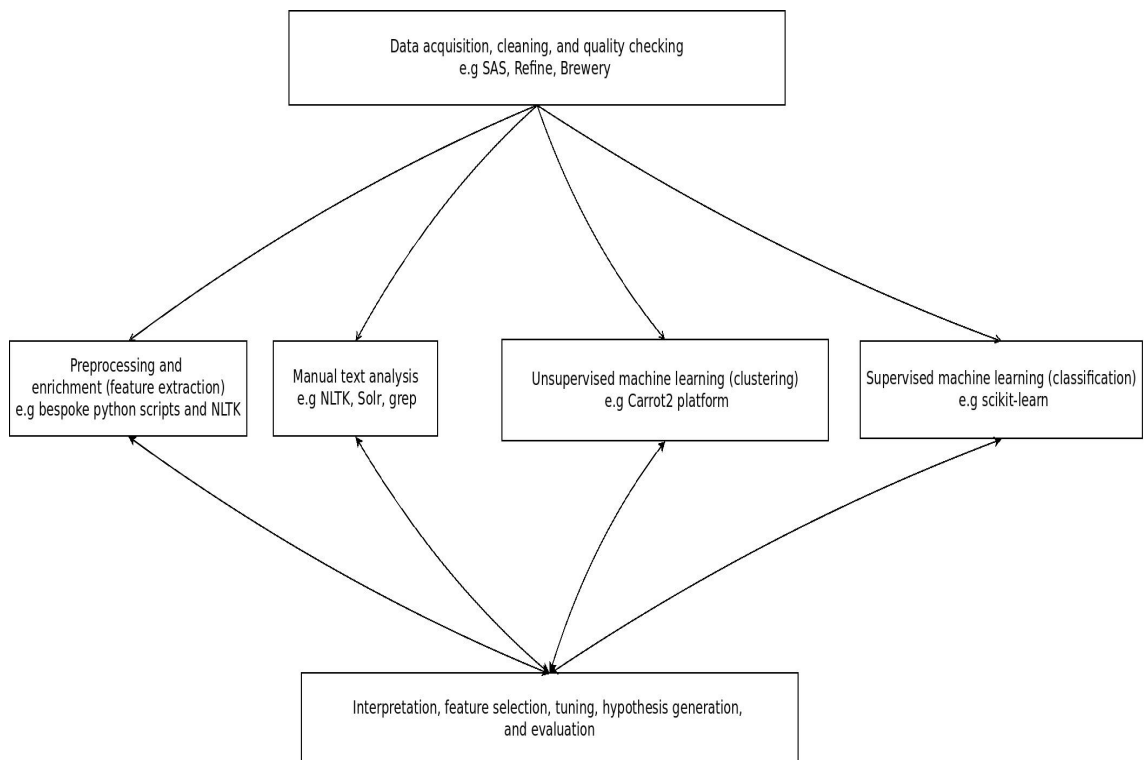 Data acquisition, cleaning, and quality checking
e.g SAS, Refine, Brewery
Preprocessing and
enrichment (feature extraction)
e.g bespoke python scripts and NLTK
Manual text analysis
e.g NLTK, Solr, grep
Unsupervised machine learning (clustering)
e.g Carrot2 platform
Supervised machine learning (classification)
e.g scikit-learn
Interpretation, feature selection, tuning, hypothesis generation,
and evaluation